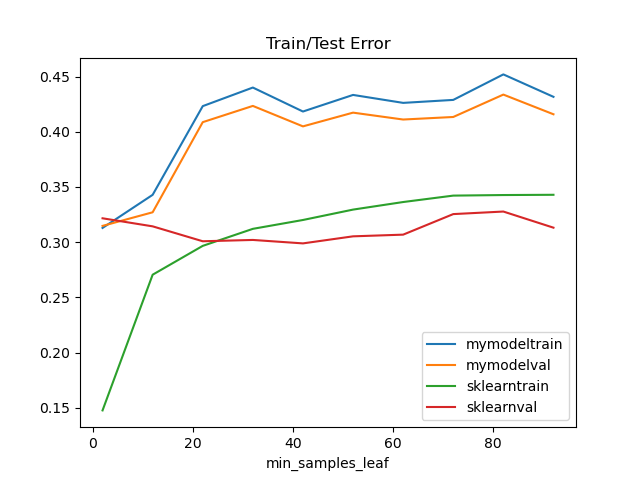 Train/Test Error
0.45
0.40
0.35
0.30
0.25
0.20
0.15
mymodeltrain
mymodelval
sklearntrain
sklearnval
0 20 40 60 80
min_samples_leaf